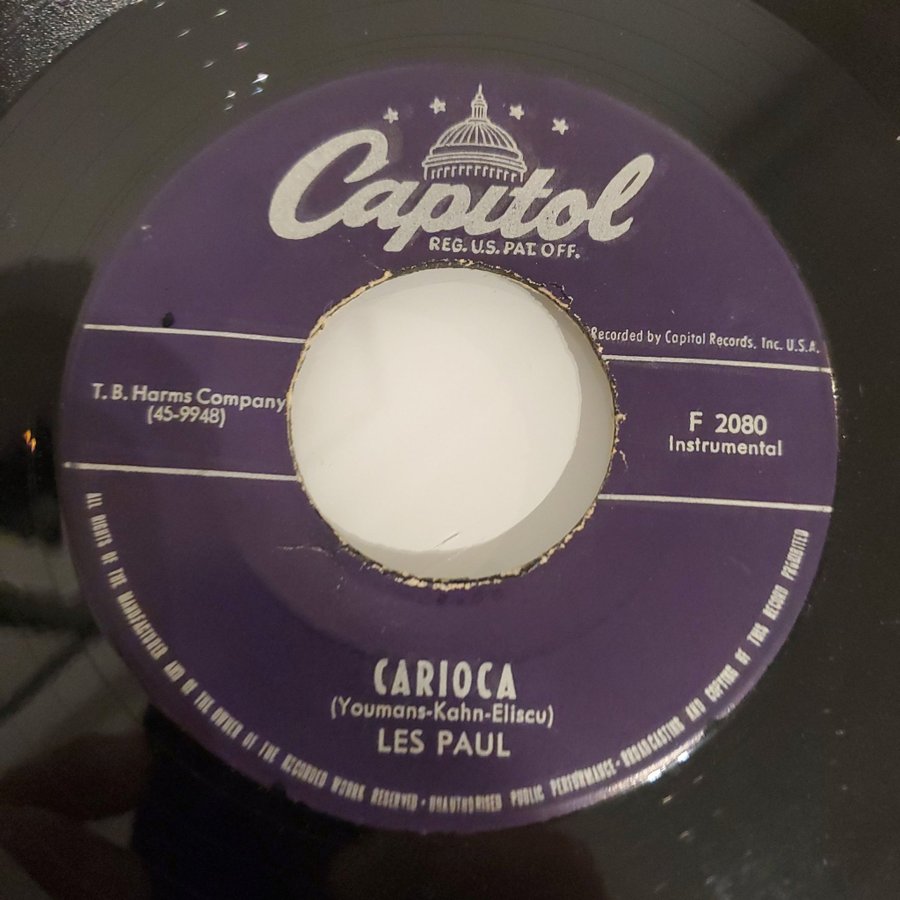 Capitol
REG. U.S. PAT. OFF.
Recorded by Capitol Records, Inc. U.S.A.
T. B. Harms Company
(45-9948)
F 2080
Instrumental
CARIOCA
(Youmans-Kahn-Eliscu)
LES PAUL
ALL RIGHTS OF THE MANUFACTURER AND OF THE OWNER OF THE RECORDED WORKS RESERVED · UNAUTHORISED PUBLIC PERFORMANCE · BROADCASTING AND COPYING OF THIS RECORD PROHIBITED